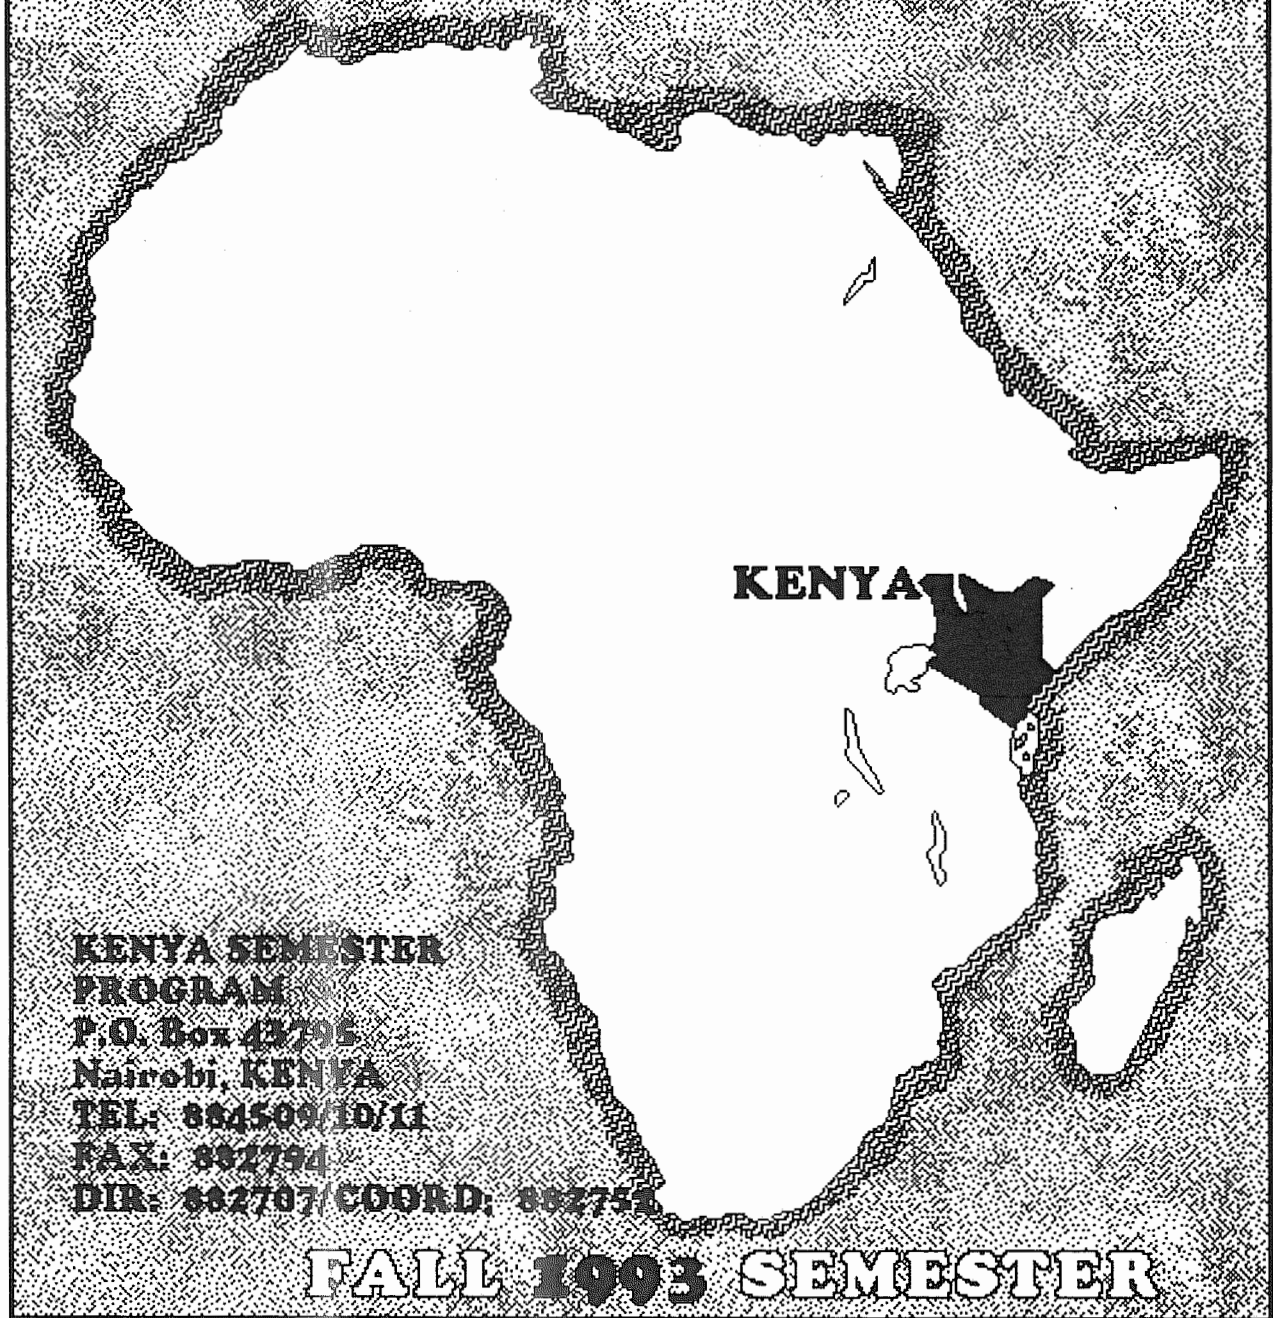 KENYA
KENYA SEMESTER
PROGRAM
P.O. Box 43795
Nairobi, KENYA
TEL: 884509/10/11
FAX: 882794
DIR: 882707/COORD:
FALL 1993 SEMESTER